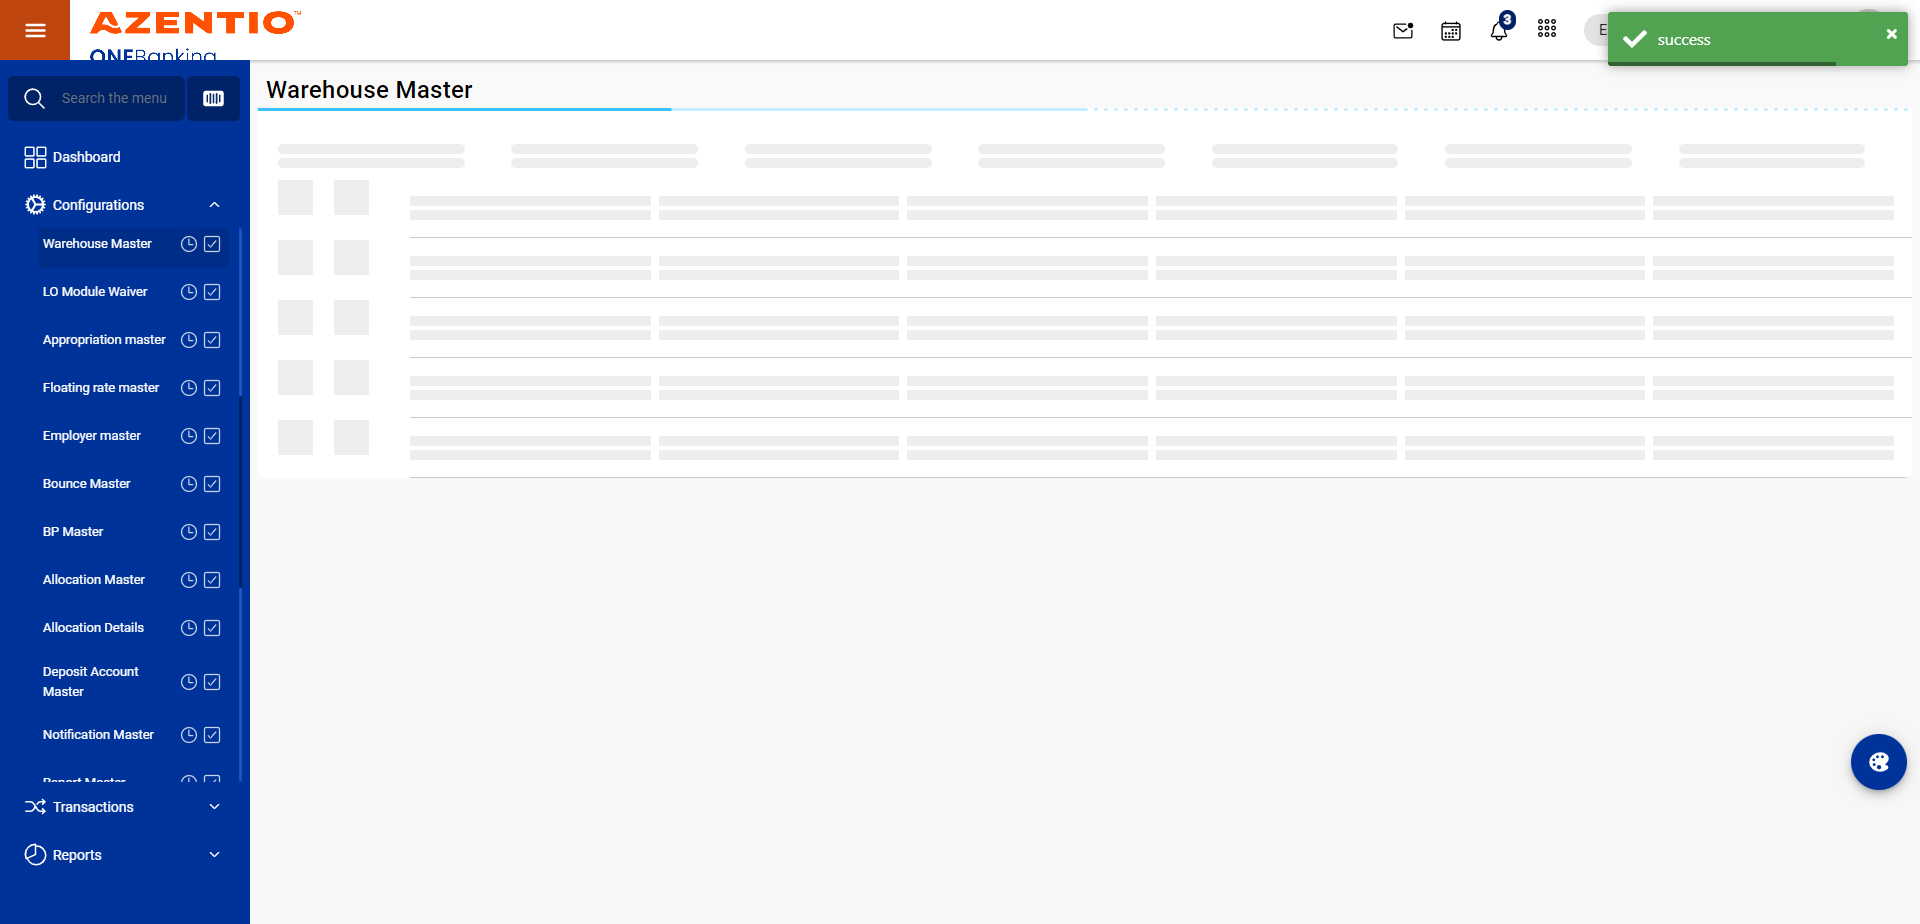 AZENTIO™
ONEBanking
3
E
success
Search the menu
Warehouse Master
Dashboard
Configurations
Warehouse Master
LO Module Waiver
Appropriation master
Floating rate master
Employer master
Bounce Master
BP Master
Allocation Master
Allocation Details
Deposit Account
Master
Notification Master
Report Master
Transactions
Reports